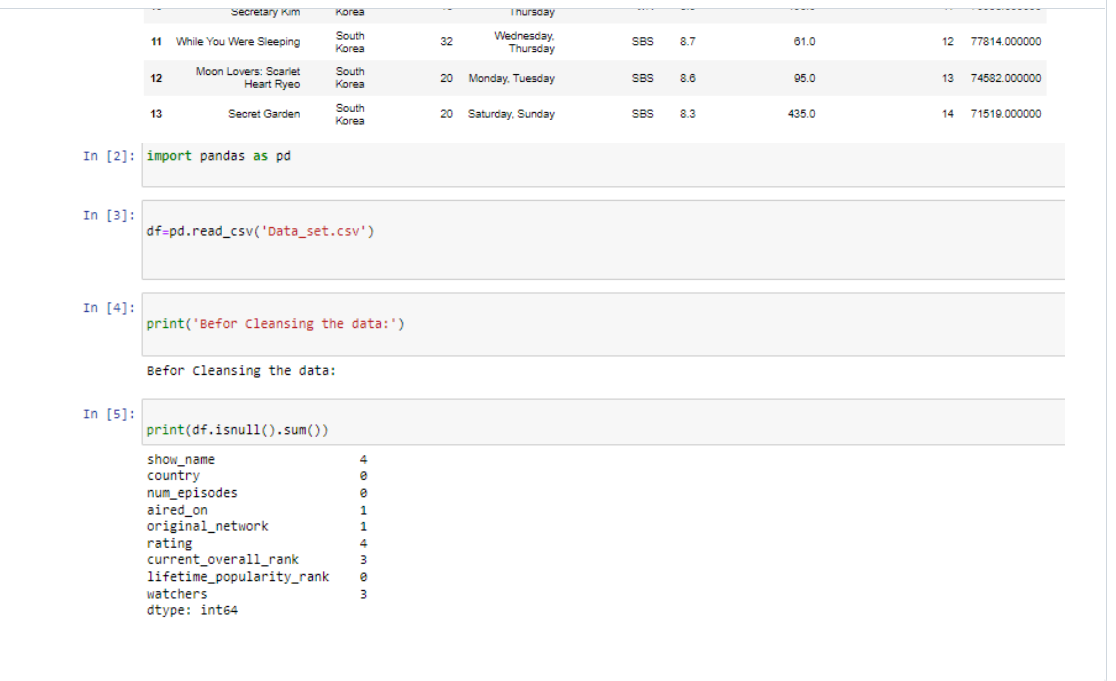 Secretary Kim Korea Thursday
11 While You Were Sleeping South Korea 32 Wednesday, Thursday SBS 8.7 61.0 12 77814.000000
12 Moon Lovers: Scarlet Heart Ryeo South Korea 20 Monday, Tuesday SBS 8.6 95.0 13 74582.000000
13 Secret Garden South Korea 20 Saturday, Sunday SBS 8.3 435.0 14 71519.000000
In [2]: import pandas as pd
In [3]:
df=pd.read_csv('Data_set.csv')
In [4]:
print('Befor Cleansing the data:')
Befor Cleansing the data:
In [5]:
print(df.isnull().sum())
show_name 4
country 0
num_episodes 0
aired_on 1
original_network 1
rating 4
current_overall_rank 3
lifetime_popularity_rank 0
watchers 3
dtype: int64